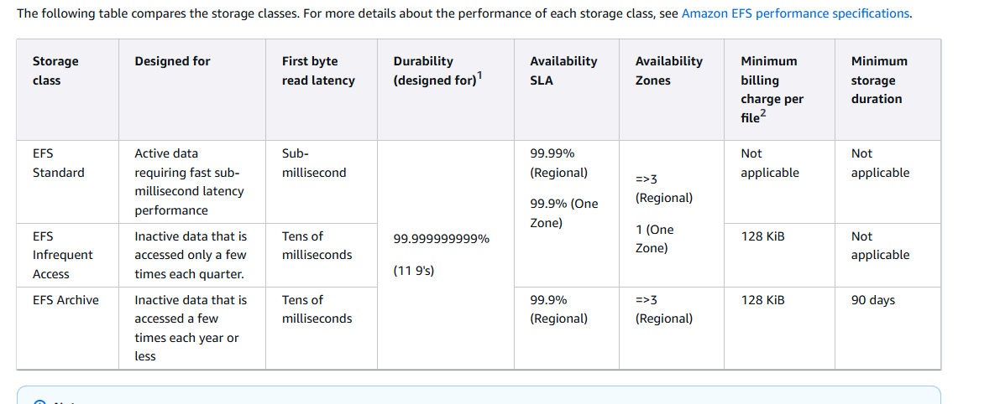 The following table compares the storage classes. For more details about the performance of each storage class, see Amazon EFS performance specifications.
Storage
class
Designed for
First byte
read latency
Durability
(designed for)1
Availability
SLA
Availability
Zones
Minimum
billing
charge per
file2
Minimum
storage
duration
EFS
Standard
Active data
requiring fast sub-
millisecond latency
performance
Sub-
millisecond
99.999999999%
(11 9's)
99.99%
(Regional)
99.9% (One
Zone)
=>3
(Regional)
1 (One
Zone)
Not
applicable
Not
applicable
EFS
Infrequent
Access
Inactive data that is
accessed only a few
times each quarter.
Tens of
milliseconds
128 KiB
Not
applicable
EFS Archive
Inactive data that is
accessed a few
times each year or
less
Tens of
milliseconds
99.9%
(Regional)
=>3
(Regional)
128 KiB
90 days